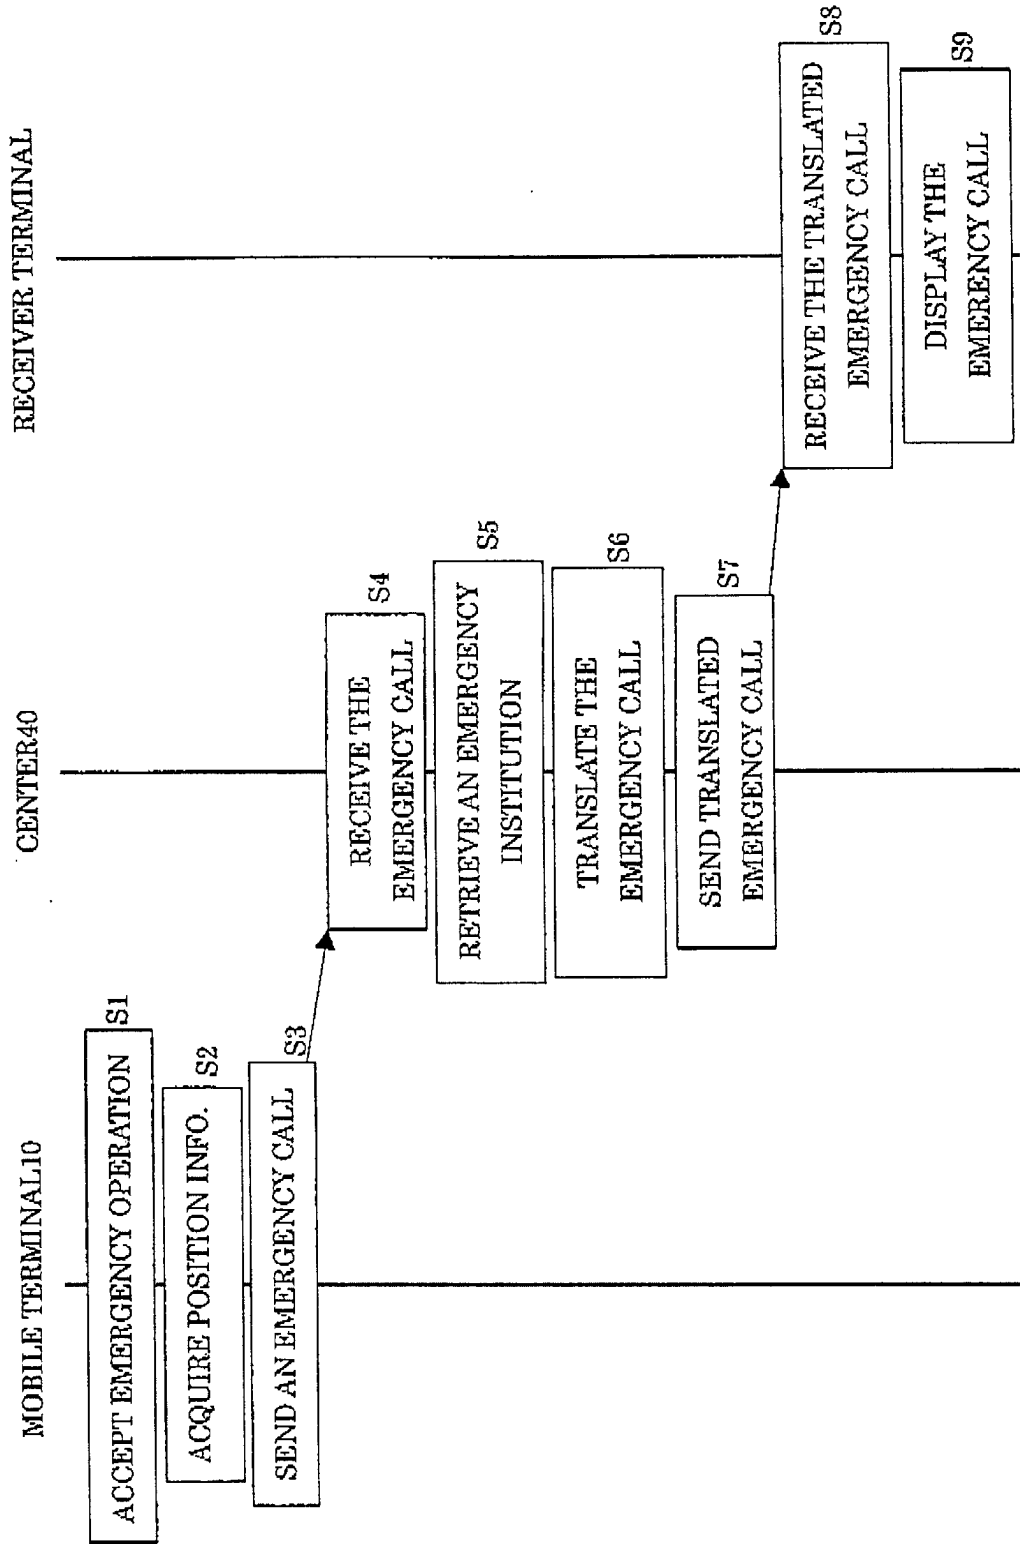 MOBILE TERMINAL10
CENTER40
RECEIVER TERMINAL
ACCEPT EMERGENCY OPERATION
S1
ACQUIRE POSITION INFO.
S2
SEND AN EMERGENCY CALL
S3
RECEIVE THE
EMERGENCY CALL
S4
RETRIEVE AN EMERGENCY
INSTITUTION
S5
TRANSLATE THE
EMERGENCY CALL
S6
SEND TRANSLATED
EMERGENCY CALL
S7
RECEIVE THE TRANSLATED
EMERGENCY CALL
S8
DISPLAY THE
EMERENCY CALL
S9